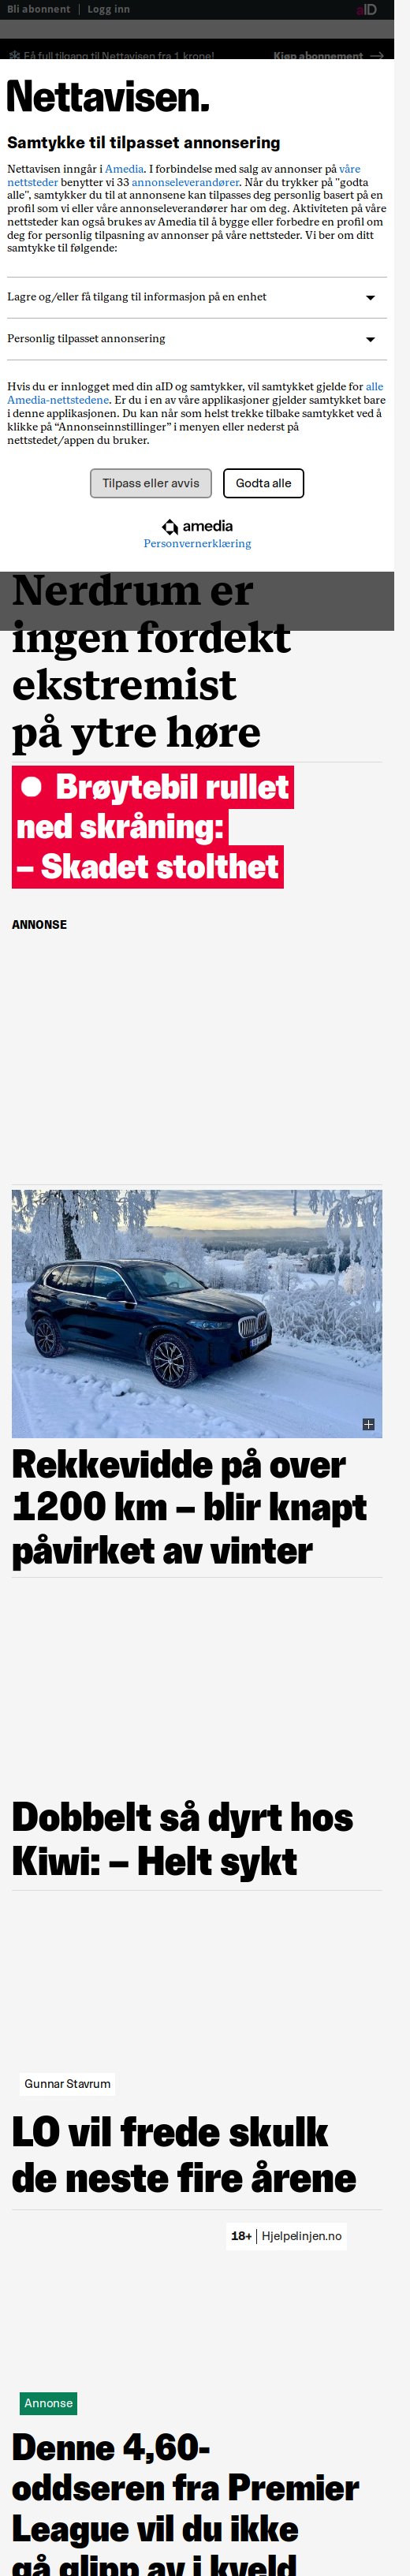 Bli abonnent | Logg inn aID
Få full tilgang til Nettavisen fra 1 krone! Kjøp abonnement
Nettavisen.
Samtykke til tilpasset annonsering
Nettavisen inngår i Amedia. I forbindelse med salg av annonser på våre
nettsteder benytter vi 33 annonseleverandører. Når du trykker på "godta
alle", samtykker du til at annonsene kan tilpasses deg personlig basert på en
profil som vi eller våre annonseleverandører har om deg. Aktiviteten på våre
nettsteder kan også brukes av Amedia til å bygge eller forbedre en profil om
deg for personlig tilpasning av annonser på våre nettsteder. Vi ber om ditt
samtykke til følgende:
Lagre og/eller få tilgang til informasjon på en enhet
Personlig tilpasset annonsering
Hvis du er innlogget med din aID og samtykker, vil samtykket gjelde for alle
Amedia-nettstedene. Er du i en av våre applikasjoner gjelder samtykket bare
i denne applikasjonen. Du kan når som helst trekke tilbake samtykket ved å
klikke på “Annonseinnstillinger” i menyen eller nederst på
nettstedet/appen du bruker.
Tilpass eller avvis Godta alle
amedia
Personvernerklæring
Nerdrum er
ingen fordekt
ekstremist
på ytre høre
Brøytebil rullet
ned skråning:
– Skadet stolthet
ANNONSE
Rekkevidde på over
1200 km – blir knapt
påvirket av vinter
Dobbelt så dyrt hos
Kiwi: – Helt sykt
Gunnar Stavrum
LO vil frede skulk
de neste fire årene
18+ | Hjelpelinjen.no
Annonse
Denne 4,60-
oddseren fra Premier
League vil du ikke
gå glipp av i kveld